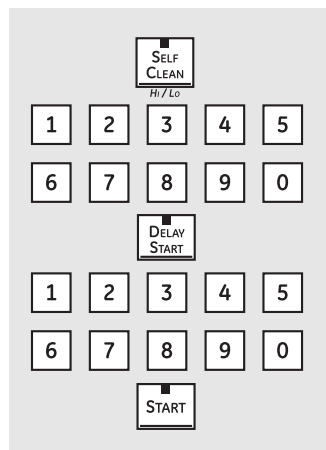 SELF
CLEAN
HI / LO
1 2 3 4 5
6 7 8 9 0
DELAY
START
1 2 3 4 5
6 7 8 9 0
START